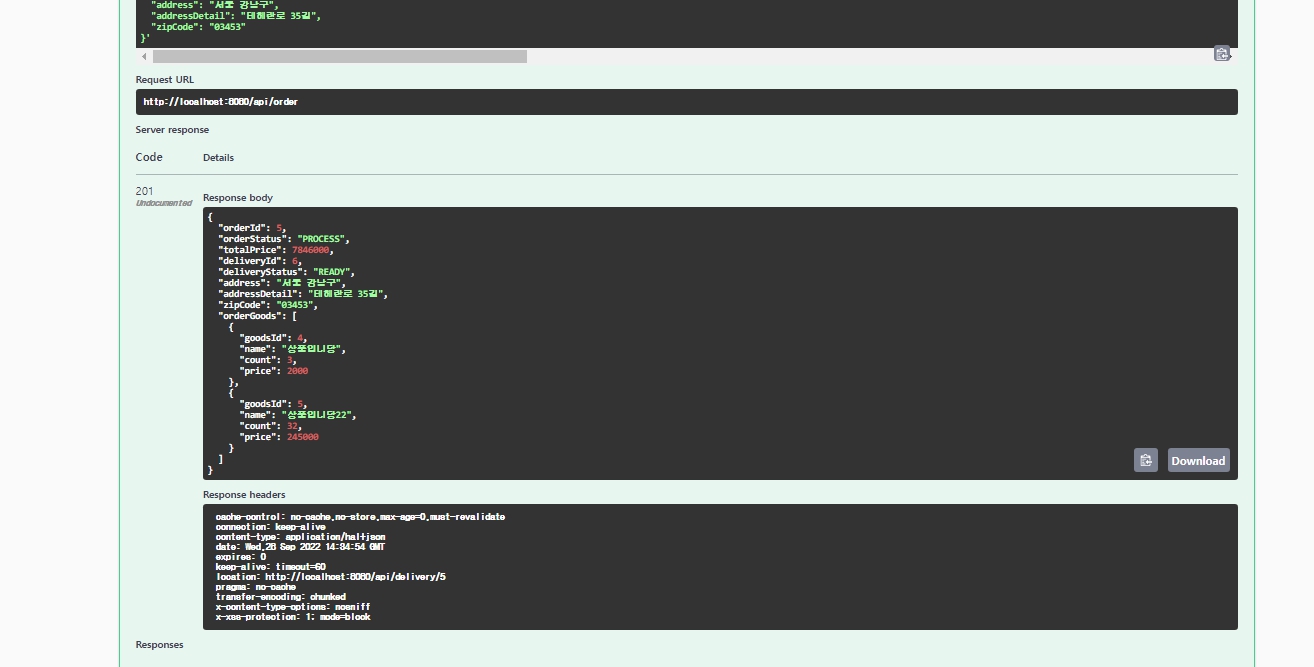 "address": "서울 강남구",
"addressDetail": "테헤란로 35길",
"zipCode": "03453"
}'
Request URL
http://localhost:8080/api/order
Server response
Code Details
201
Undocumented
Response body
{
"orderId": 5,
"orderStatus": "PROCESS",
"totalPrice": 7846000,
"deliveryId": 6,
"deliveryStatus": "READY",
"address": "서울 강남구",
"addressDetail": "테헤란로 35길",
"zipCode": "03453",
"orderGoods": [
{
"goodsId": 4,
"name": "상품입니당",
"count": 3,
"price": 2000
},
{
"goodsId": 5,
"name": "상품입니당22",
"count": 32,
"price": 245000
}
]
}
Download
Response headers
cache-control: no-cache,no-store,max-age=0,must-revalidate
connection: keep-alive
content-type: application/hal+json
date: Wed,28 Sep 2022 14:34:54 GMT
expires: 0
keep-alive: timeout=60
location: http://localhost:8080/api/delivery/5
pragma: no-cache
transfer-encoding: chunked
x-content-type-options: nosniff
x-xss-protection: 1; mode=block
Responses